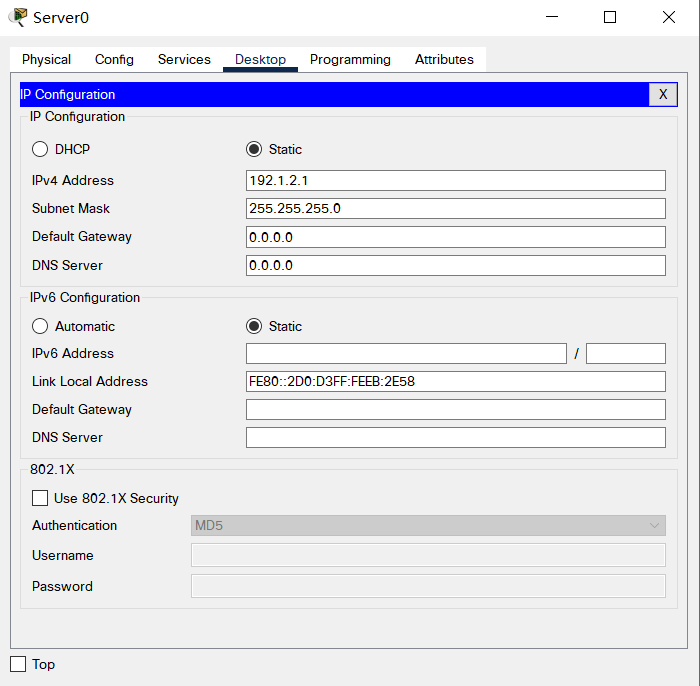 Server0
Physical Config Services Desktop Programming Attributes
IP Configuration X
IP Configuration
DHCP Static
IPv4 Address 192.1.2.1
Subnet Mask 255.255.255.0
Default Gateway 0.0.0.0
DNS Server 0.0.0.0
IPv6 Configuration
Automatic Static
IPv6 Address /
Link Local Address FE80::2D0:D3FF:FEEB:2E58
Default Gateway
DNS Server
802.1X
Use 802.1X Security
Authentication MD5
Username
Password
Top